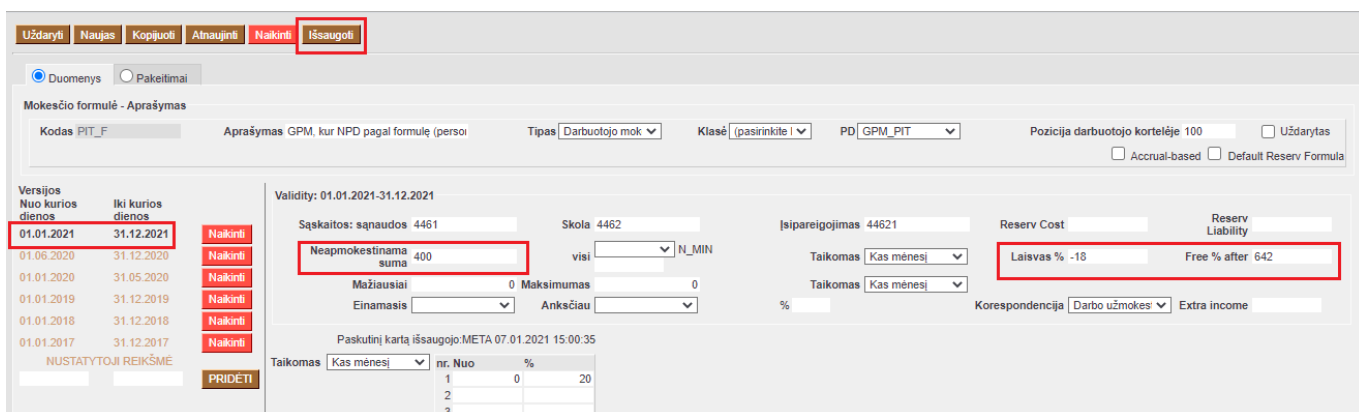 Uždaryti Naujas Kopijuoti Atnaujinti Naikinti Išsaugoti
Duomenys Pakeitimai
Mokesčio formulė - Aprašymas
Kodas PIT_F Aprašymas GPM, kur NPD pagal formulę (persor Tipas Darbuotojo mok Klasė (pasirinkite PD GPM_PIT Pozicija darbuotojo kortelėje 100 Uždarytas
Accrual-based Default Reserv Formula
Versijos
Nuo kurios dienos Iki kurios dienos
01.01.2021 31.12.2021 Naikinti
01.06.2020 31.12.2020 Naikinti
01.01.2020 31.05.2020 Naikinti
01.01.2019 31.12.2019 Naikinti
01.01.2018 31.12.2018 Naikinti
01.01.2017 31.12.2017 Naikinti
NUSTATYTOJI REIKŠMĖ
PRIDĖTI
Validity: 01.01.2021-31.12.2021
Sąskaitos: sąnaudos 4461 Skola 4462 Įsipareigojimas 44621 Reserv Cost Reserv Liability
Neapmokestinama suma 400 visi N_MIN Taikomas Kas mėnesį Laisvas % -18 Free % after 642
Mažiausiai 0 Maksimumas 0 Taikomas Kas mėnesį
Einamasis Anksčiau % Korespondencija Darbo užmokes Extra income
Paskutinį kartą išsaugojo:META 07.01.2021 15:00:35
Taikomas Kas mėnesį nr. Nuo %
1 0 20
2
3